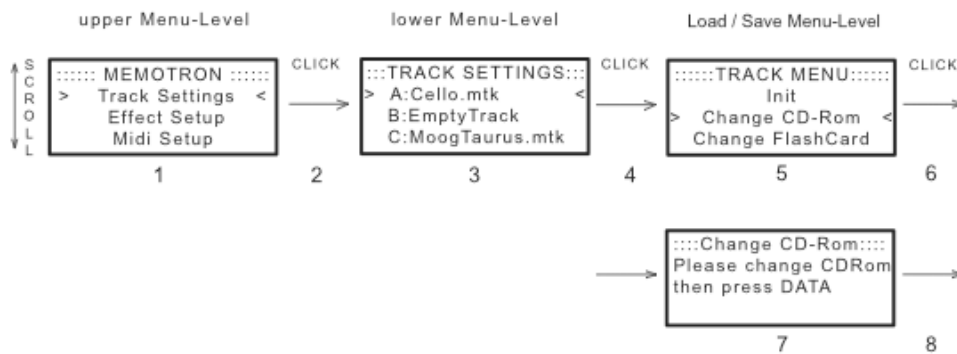 upper Menu-Level
lower Menu-Level
Load / Save Menu-Level
SCROLL
:::::: MEMOTRON ::::::
> Track Settings <
Effect Setup
Midi Setup
CLICK
:::TRACK SETTINGS:::
> A:Cello.mtk <
B:EmptyTrack
C:MoogTaurus.mtk
CLICK
::::::TRACK MENU::::::
Init
> Change CD-Rom <
Change FlashCard
CLICK
1
2
3
4
5
6
::::Change CD-Rom::::
Please change CDRom
then press DATA
7
8